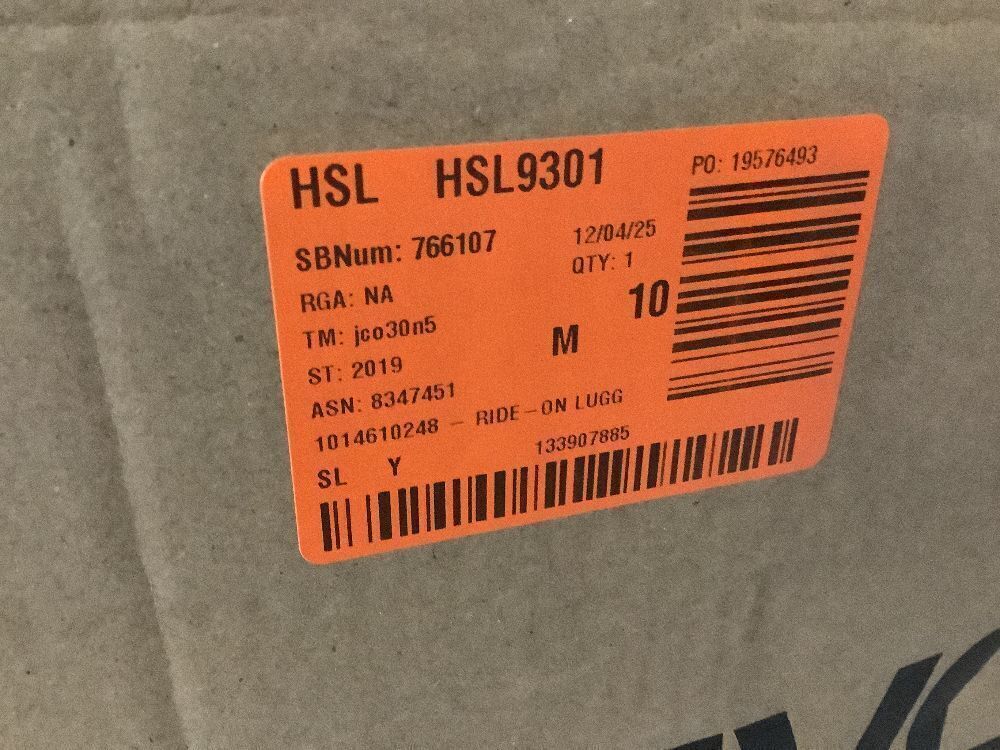 HSL HSL9301
PO: 19576493
SBNum: 766107
12/04/25
RGA: NA
QTY: 1
TM: jco30n5
10
M
ST: 2019
ASN: 8347451
1014610248 - RIDE-ON LUGG
SL Y
133907885